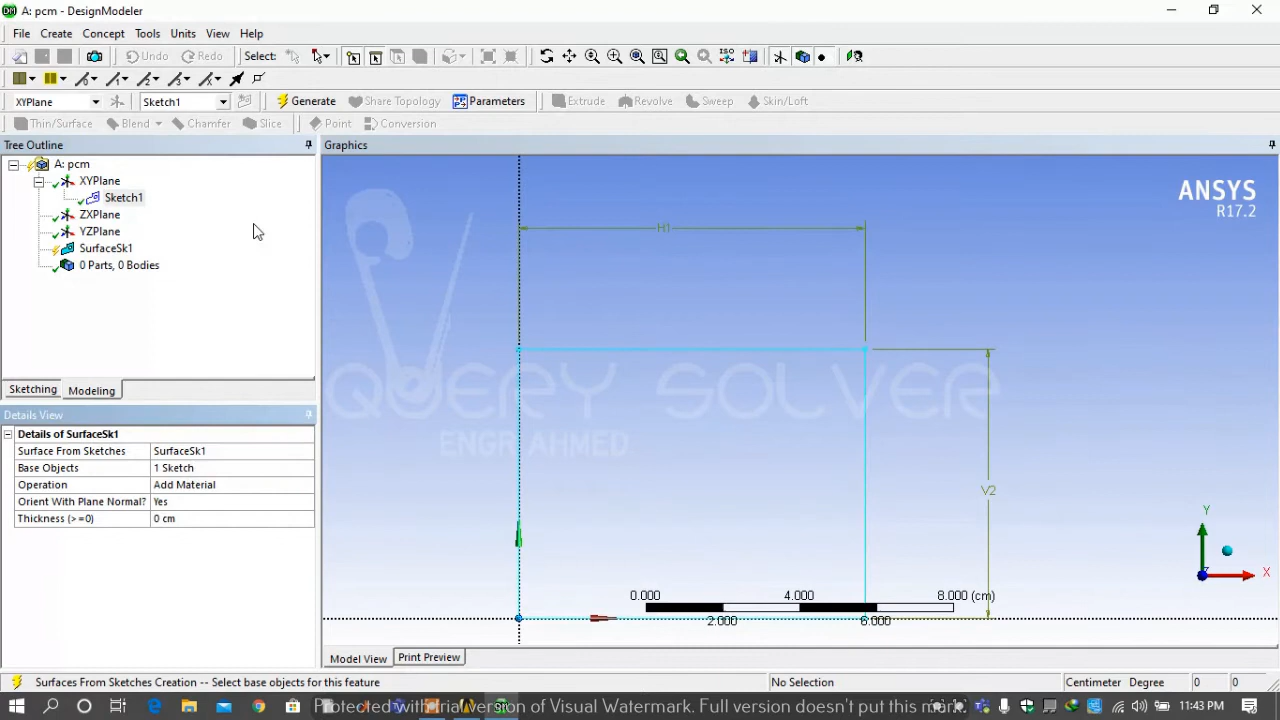 A: pcm - DesignModeler
File Create Concept Tools Units View Help
Undo Redo Select: ISO
XYPlane Sketch1 Generate Share Topology Parameters Extrude Revolve Sweep Skin/Loft
Thin/Surface Blend Chamfer Slice Point Conversion
Tree Outline
A: pcm
XYPlane
Sketch1
ZXPlane
YZPlane
SurfaceSk1
0 Parts, 0 Bodies
Sketching Modeling
Details View
Details of SurfaceSk1
Surface From Sketches SurfaceSk1
Base Objects 1 Sketch
Operation Add Material
Orient With Plane Normal? Yes
Thickness (>=0) 0 cm
Graphics
ANSYS
R17.2
H1
QUERY SOLVER
ENGR AHMED
V2
Y
X
0.000 4.000 8.000 (cm)
2.000 6.000
Model View Print Preview
Surfaces From Sketches Creation -- Select base objects for this feature No Selection Centimeter Degree 0 0
Protected with trial version of Visual Watermark. Full version doesn't put this mark.
11:43 PM